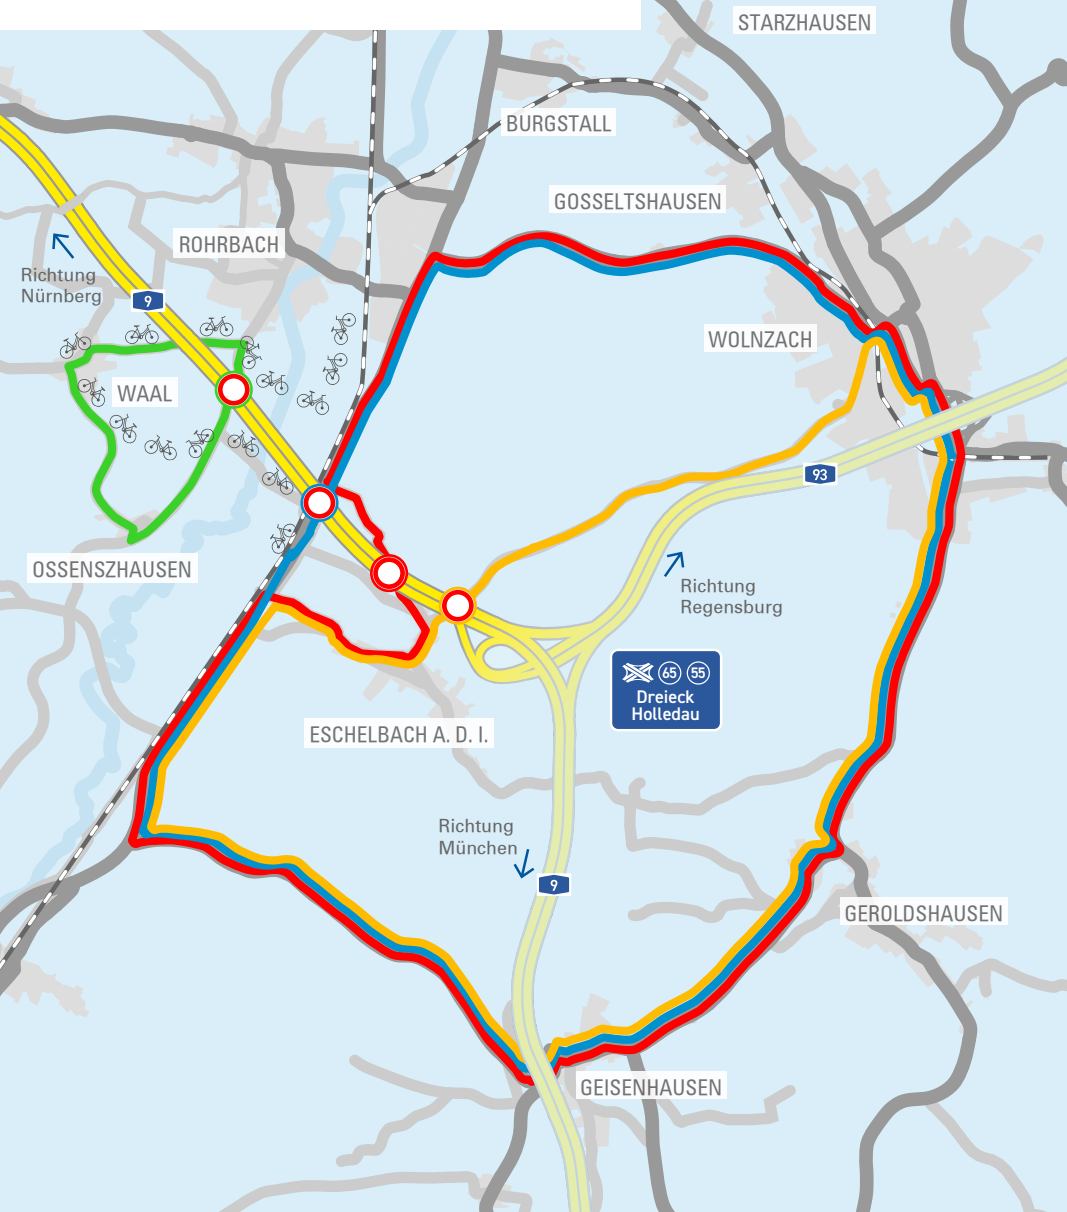 STARZHAUSEN
BURGSTALL
GOSSELTSHAUSEN
ROHRBACH
Richtung
Nürnberg
9
WOLNZACH
WAAL
93
OSSENSZHAUSEN
Richtung
Regensburg
65 55
Dreieck
Holledau
ESCHELBACH A. D. I.
Richtung
München
9
GEROLDSHAUSEN
GEISENHAUSEN